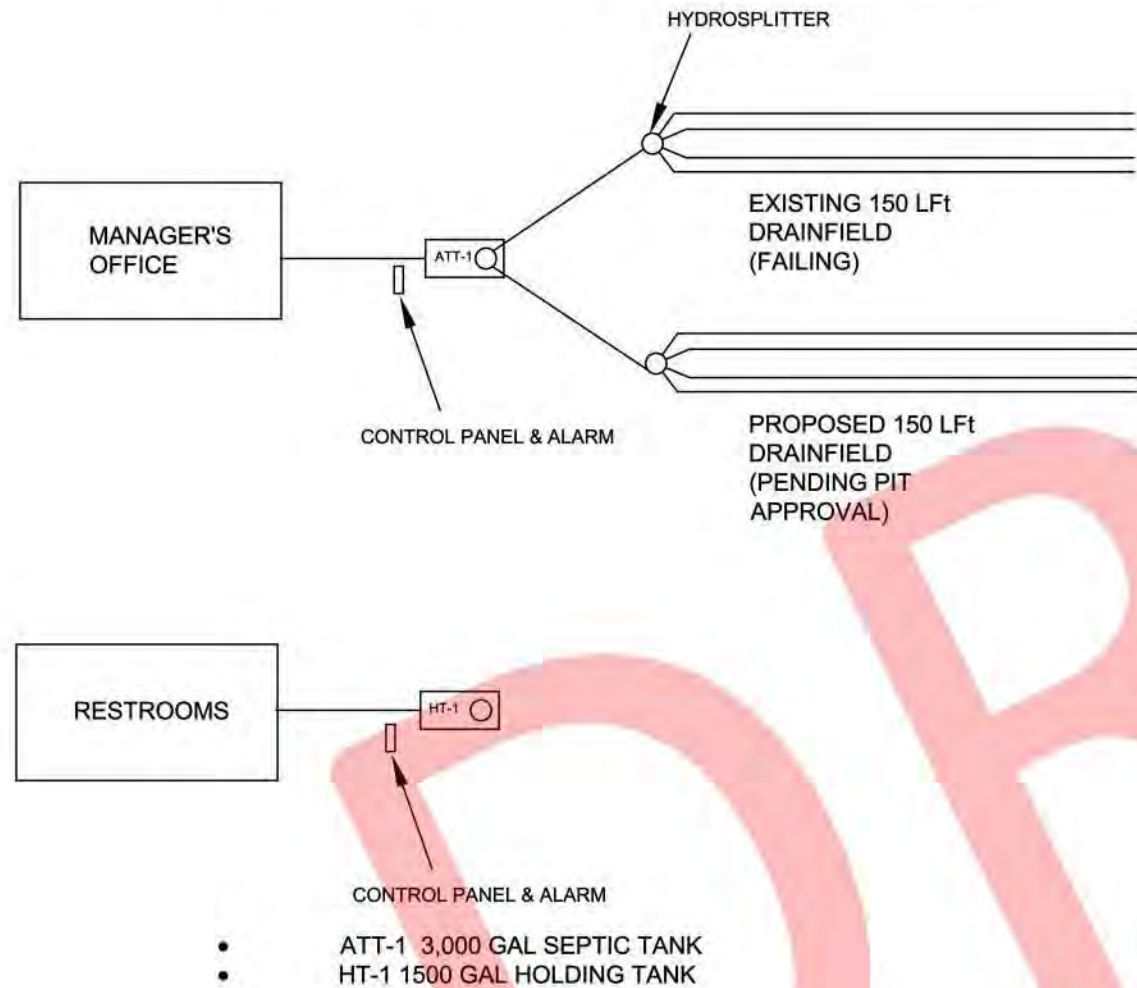 HYDROSPLITTER
MANAGER'S
OFFICE
ATT-1
EXISTING 150 LFt
DRAINFIELD
(FAILING)
CONTROL PANEL & ALARM
PROPOSED 150 LFt
DRAINFIELD
(PENDING PIT
APPROVAL)
RESTROOMS
HT-1
CONTROL PANEL & ALARM
• ATT-1 3,000 GAL SEPTIC TANK
• HT-1 1500 GAL HOLDING TANK
DR